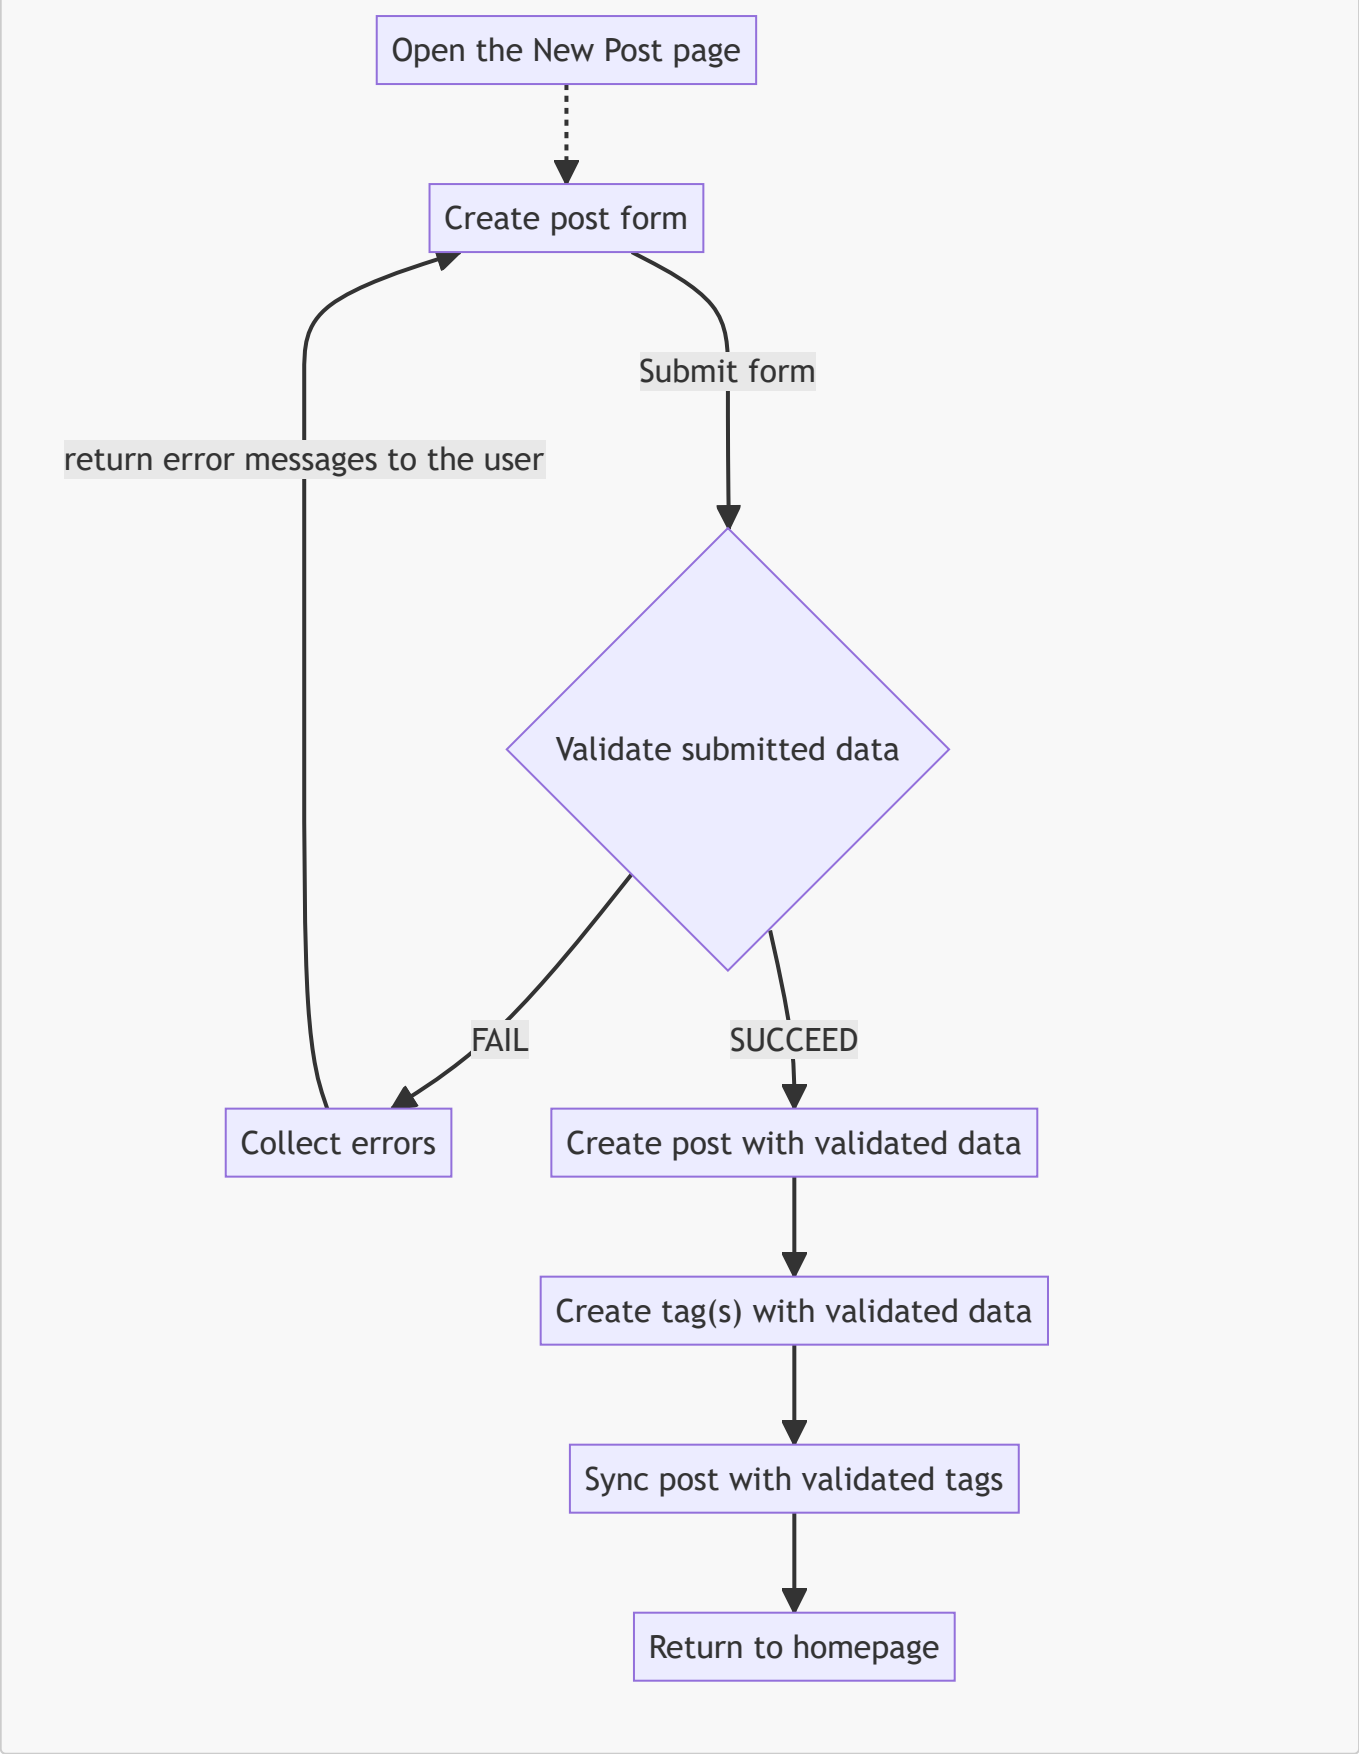 Open the New Post page
Create post form
Submit form
return error messages to the user
Validate submitted data
FAIL
SUCCEED
Collect errors
Create post with validated data
Create tag(s) with validated data
Sync post with validated tags
Return to homepage